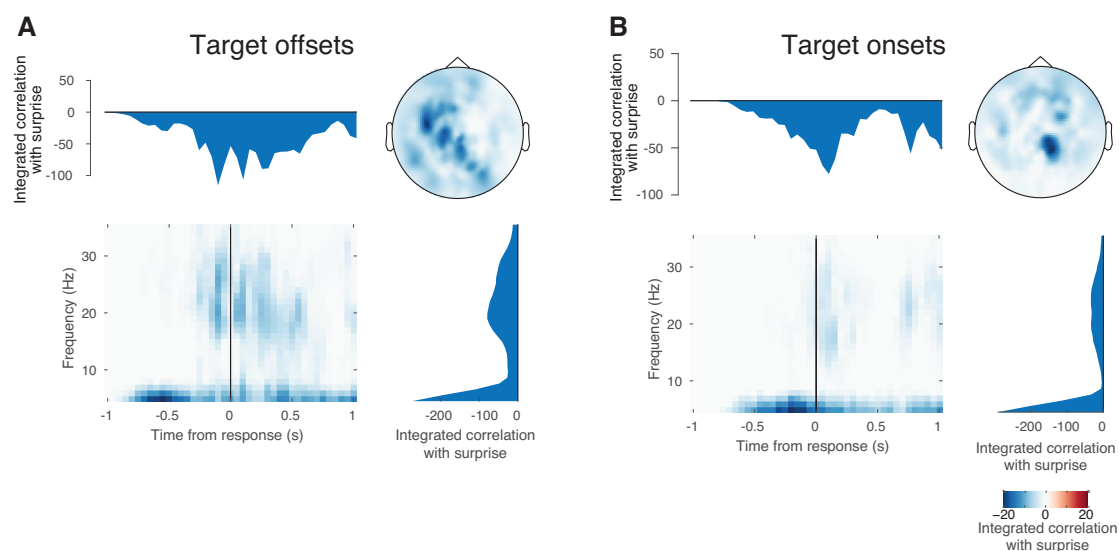 A
Target offsets
Integrated correlation
with surprise
50
0
-50
-100
Frequency (Hz)
30
20
10
-1
-0.5
0
0.5
1
Time from response (s)
-200
-100
0
Integrated correlation
with surprise
B
Target onsets
Integrated correlation
with surprise
50
0
-50
-100
Frequency (Hz)
30
20
10
-1
-0.5
0
0.5
1
Time from response (s)
-200
-100
0
Integrated correlation
with surprise
−20
0
20
Integrated correlation
with surprise